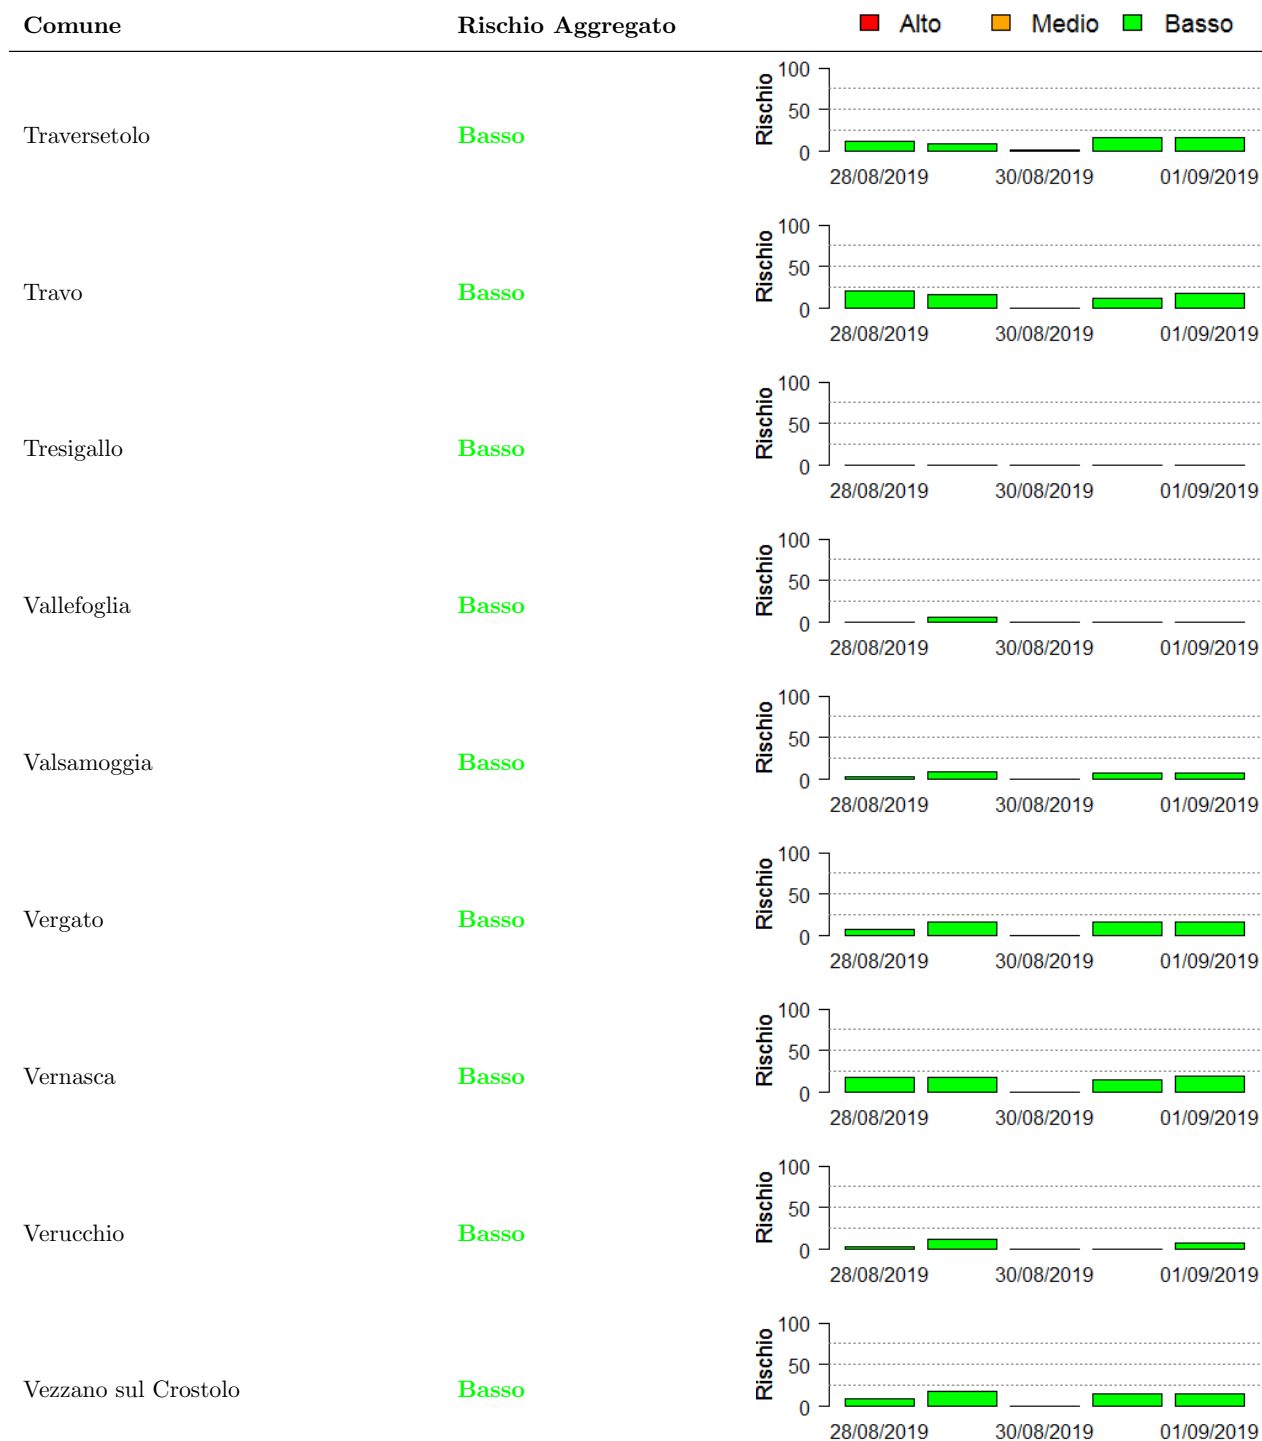 Comune Rischio Aggregato Alto Medio Basso
100
50
0
Rischio
Traversetolo Basso
28/08/2019 30/08/2019 01/09/2019
100
50
0
Rischio
Travo Basso
28/08/2019 30/08/2019 01/09/2019
100
50
0
Rischio
Tresigallo Basso
28/08/2019 30/08/2019 01/09/2019
100
50
0
Rischio
Vallefoglia Basso
28/08/2019 30/08/2019 01/09/2019
100
50
0
Rischio
Valsamoggia Basso
28/08/2019 30/08/2019 01/09/2019
100
50
0
Rischio
Vergato Basso
28/08/2019 30/08/2019 01/09/2019
100
50
0
Rischio
Vernasca Basso
28/08/2019 30/08/2019 01/09/2019
100
50
0
Rischio
Verucchio Basso
28/08/2019 30/08/2019 01/09/2019
100
50
0
Rischio
Vezzano sul Crostolo Basso
28/08/2019 30/08/2019 01/09/2019